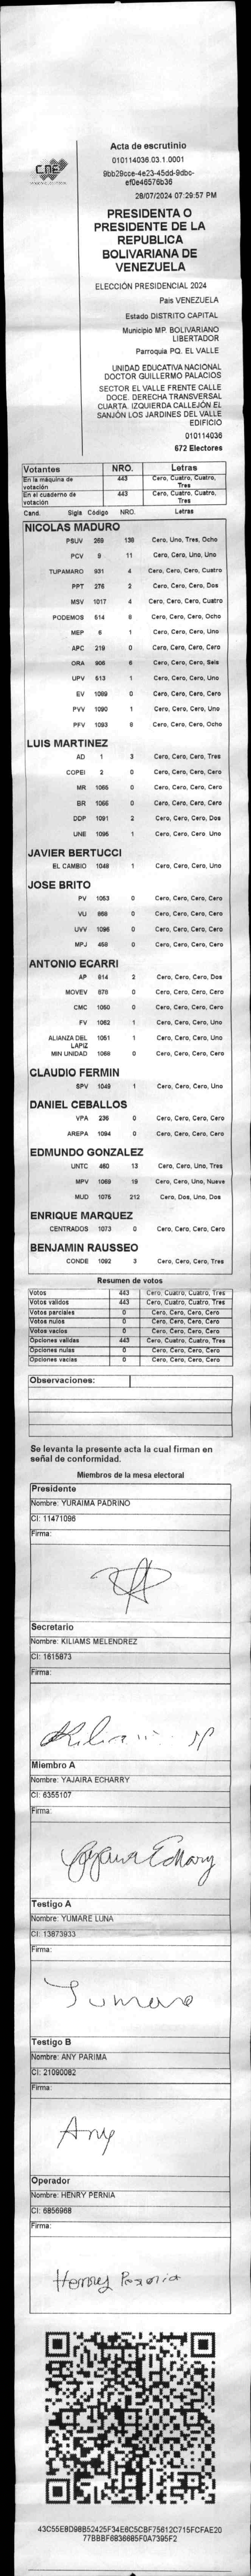 CNE
Acta de escrutinio
010114036.03.1.0001
9bb29cce-4e23-45dd-9dbc-
ef0e46576b36
28/07/2024 07:29:57 PM
PRESIDENTA O
PRESIDENTE DE LA
REPUBLICA
BOLIVARIANA DE
VENEZUELA
ELECCIÓN PRESIDENCIAL 2024
País VENEZUELA
Estado DISTRITO CAPITAL
Municipio MP. BOLIVARIANO
LIBERTADOR
Parroquia PQ. EL VALLE
UNIDAD EDUCATIVA NACIONAL
DOCTOR GUILLERMO PALACIOS
SECTOR EL VALLE FRENTE CALLE
DOCE. DERECHA TRANSVERSAL
CUARTA. IZQUIERDA CALLEJÓN EL
SANJÓN LOS JARDINES DEL VALLE
EDIFICIO
010114036
672 Electores
Votantes NRO. Letras
En la máquina de votación 443 Cero, Cuatro, Cuatro, Tres
En el cuaderno de votación 443 Cero, Cuatro, Cuatro, Tres
Cand. Sigla Código NRO. Letras
NICOLAS MADURO
PSUV 269 138 Cero, Uno, Tres, Ocho
PCV 9 11 Cero, Cero, Uno, Uno
TUPAMARO 931 4 Cero, Cero, Cero, Cuatro
PPT 276 2 Cero, Cero, Cero, Dos
MSV 1017 4 Cero, Cero, Cero, Cuatro
PODEMOS 514 8 Cero, Cero, Cero, Ocho
MEP 6 1 Cero, Cero, Cero, Uno
APC 219 0 Cero, Cero, Cero, Cero
ORA 906 6 Cero, Cero, Cero, Seis
UPV 513 1 Cero, Cero, Cero, Uno
EV 1089 0 Cero, Cero, Cero, Cero
PVV 1090 1 Cero, Cero, Cero, Uno
PFV 1093 8 Cero, Cero, Cero, Ocho
LUIS MARTINEZ
AD 1 3 Cero, Cero, Cero, Tres
COPEI 2 0 Cero, Cero, Cero, Cero
MR 1065 0 Cero, Cero, Cero, Cero
BR 1066 0 Cero, Cero, Cero, Cero
DDP 1091 2 Cero, Cero, Cero, Dos
UNE 1095 1 Cero, Cero, Cero Uno
JAVIER BERTUCCI
EL CAMBIO 1048 1 Cero, Cero, Cero, Uno
JOSE BRITO
PV 1053 0 Cero, Cero, Cero, Cero
VU 868 0 Cero, Cero, Cero, Cero
UVV 1096 0 Cero, Cero, Cero, Cero
MPJ 458 0 Cero, Cero, Cero, Cero
ANTONIO ECARRI
AP 914 2 Cero, Cero, Cero, Dos
MOVEV 878 0 Cero, Cero, Cero, Cero
CMC 1050 0 Cero, Cero, Cero, Cero
FV 1062 1 Cero, Cero, Cero, Uno
ALIANZA DEL LAPIZ 1051 1 Cero, Cero, Cero, Uno
MIN UNIDAD 1068 0 Cero, Cero, Cero, Cero
CLAUDIO FERMIN
SPV 1049 1 Cero, Cero, Cero, Uno
DANIEL CEBALLOS
VPA 236 0 Cero, Cero, Cero, Cero
AREPA 1094 0 Cero, Cero, Cero, Cero
EDMUNDO GONZALEZ
UNTC 460 13 Cero, Cero, Uno, Tres
MPV 1069 19 Cero, Cero, Uno, Nueve
MUD 1075 212 Cero, Dos, Uno, Dos
ENRIQUE MARQUEZ
CENTRADOS 1073 0 Cero, Cero, Cero, Cero
BENJAMIN RAUSSEO
CONDE 1092 3 Cero, Cero, Cero, Tres
Resumen de votos
Votos 443 Cero, Cuatro, Cuatro, Tres
Votos validos 443 Cero, Cuatro, Cuatro, Tres
Votos parciales 0 Cero, Cero, Cero, Cero
Votos nulos 0 Cero, Cero, Cero, Cero
Votos vacíos 0 Cero, Cero, Cero, Cero
Opciones validas 443 Cero, Cuatro, Cuatro, Tres
Opciones nulas 0 Cero, Cero, Cero, Cero
Opciones vacías 0 Cero, Cero, Cero, Cero
Observaciones:
Se levanta la presente acta la cual firman en
señal de conformidad.
Miembros de la mesa electoral
Presidente
Nombre: YURAIMA PADRINO
CI: 11471096
Firma:
Secretario
Nombre: KILIAMS MELENDREZ
CI: 1615873
Firma:
Miembro A
Nombre: YAJAIRA ECHARRY
CI: 6355107
Firma:
Testigo A
Nombre: YUMARE LUNA
CI: 13873933
Firma:
Yumare
Testigo B
Nombre: ANY PARIMA
CI: 21090082
Firma:
Any
Operador
Nombre: HENRY PERNIA
CI: 6856968
Firma:
Henrry Pernia
43C55E8D98B52425F34E6C5CBF75612C715FCFAE20
77BBBF6836685F0A7395F2